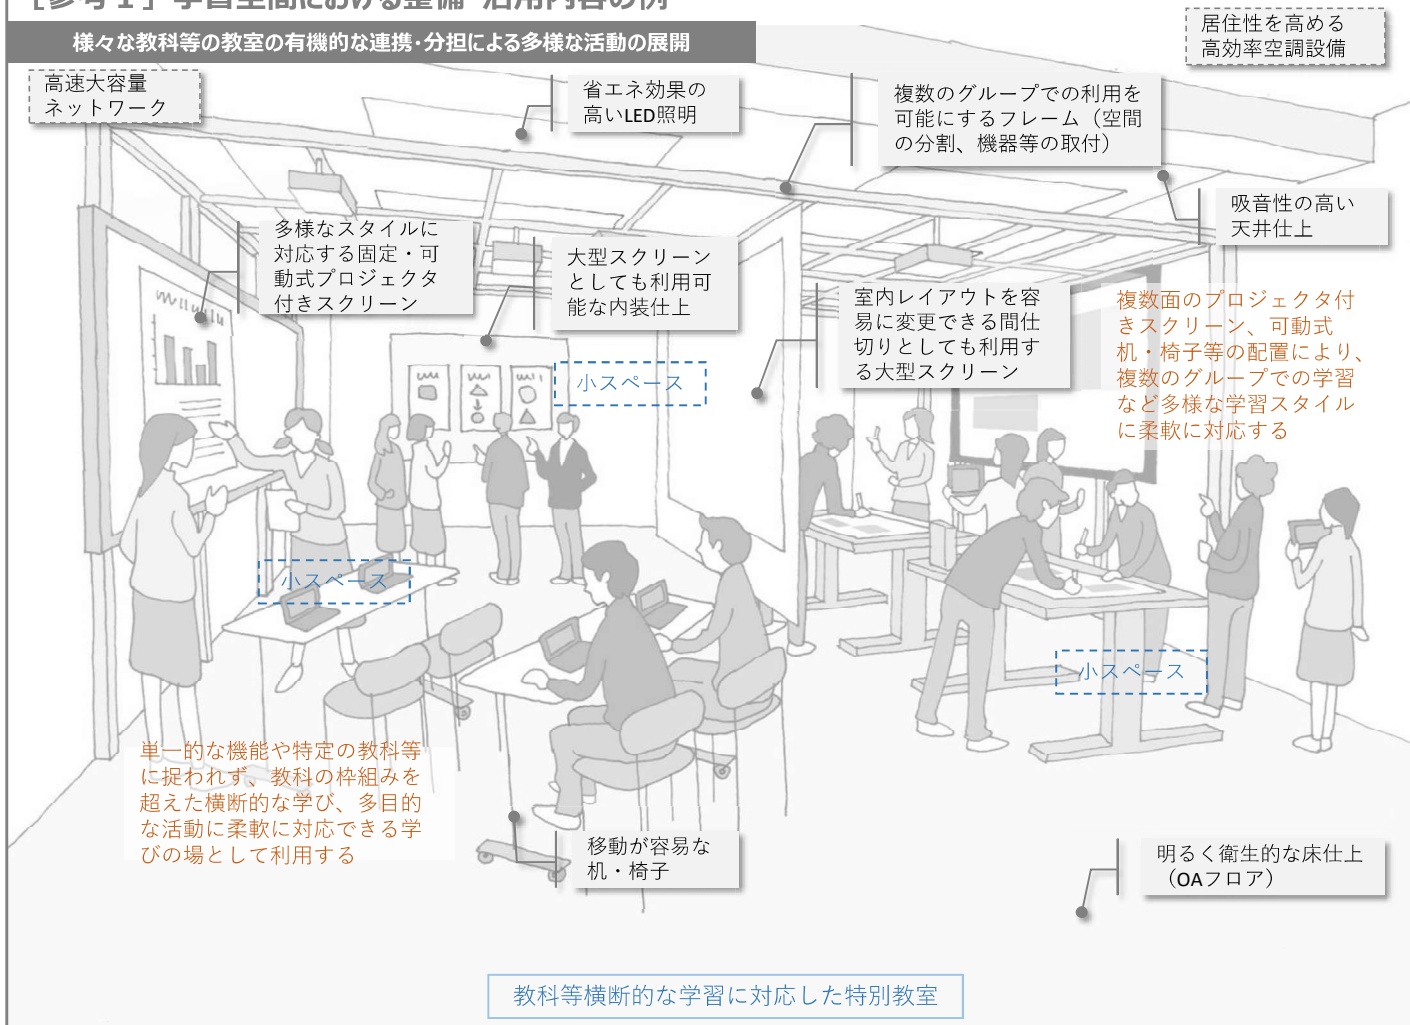 ［参考１］学習空間における整備・活用内容の例
様々な教科等の教室の有機的な連携・分担による多様な活動の展開
居住性を高める
高効率空調設備
高速大容量
ネットワーク
省エネ効果の
高いLED照明
複数のグループでの利用を
可能にするフレーム（空間
の分割、機器等の取付）
吸音性の高い
天井仕上
多様なスタイルに
対応する固定・可
動式プロジェクタ
付きスクリーン
大型スクリーン
としても利用可
能な内装仕上
室内レイアウトを容
易に変更できる間仕
切りとしても利用す
る大型スクリーン
複数面のプロジェクタ付
きスクリーン、可動式
机・椅子等の配置により、
複数のグループでの学習
など多様な学習スタイル
に柔軟に対応する
小スペース
小スペース
小スペース
単一的な機能や特定の教科等
に捉われず、教科の枠組みを
超えた横断的な学び、多目的
な活動に柔軟に対応できる学
びの場として利用する
移動が容易な
机・椅子
明るく衛生的な床仕上
（OAフロア）
教科等横断的な学習に対応した特別教室